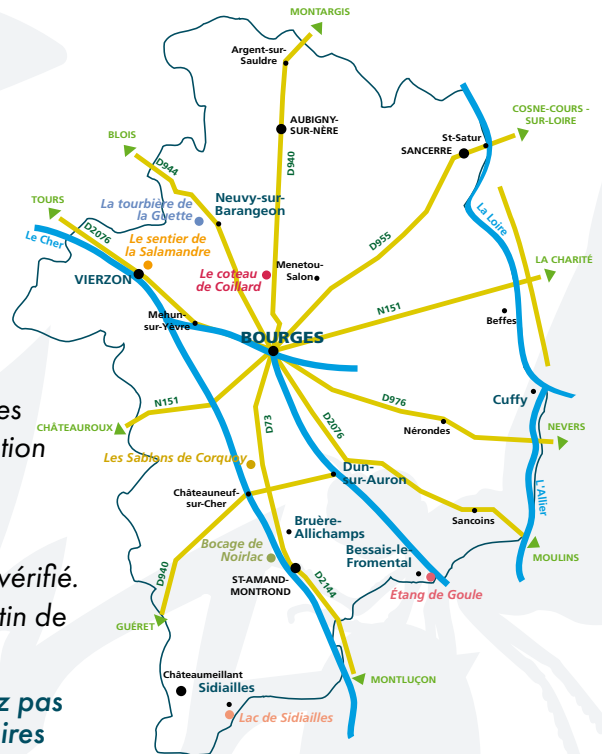 MONTARGIS
Argent-sur-
Sauldre
COSNE-COURS -
SUR-LOIRE
AUBIGNY-
SUR-NÈRE
St-Satur
SANCERRE
BLOIS
D944
D940
TOURS
La tourbière de
la Guette
Neuvy-sur-
Barangeon
D2076
Le Cher
Le sentier de
la Salamandre
D955
La Loire
VIERZON
Le coteau
de Coillard
Menetou-
Salon
LA CHARITÉ
N151
Beffes
Mehun-
sur-Yèvre
BOURGES
D976
Cuffy
N151
D73
D2076
CHÂTEAUROUX
Nérondes
NEVERS
es
tion
Les Sablons de Corquoy
Dun-
sur-Auron
L'Allier
Châteauneuf-
sur-Cher
Sancoins
Bruère-
Allichamps
Bocage de
Noirlac
Bessais-le-
Fromental
MOULINS
D940
ST-AMAND-
MONTROND
D2144
Étang de Goule
vérifié.
tin de
GUÉRET
Châteaumeillant
Sidiailles
MONTLUÇON
z pas
ires
Lac de Sidiailles